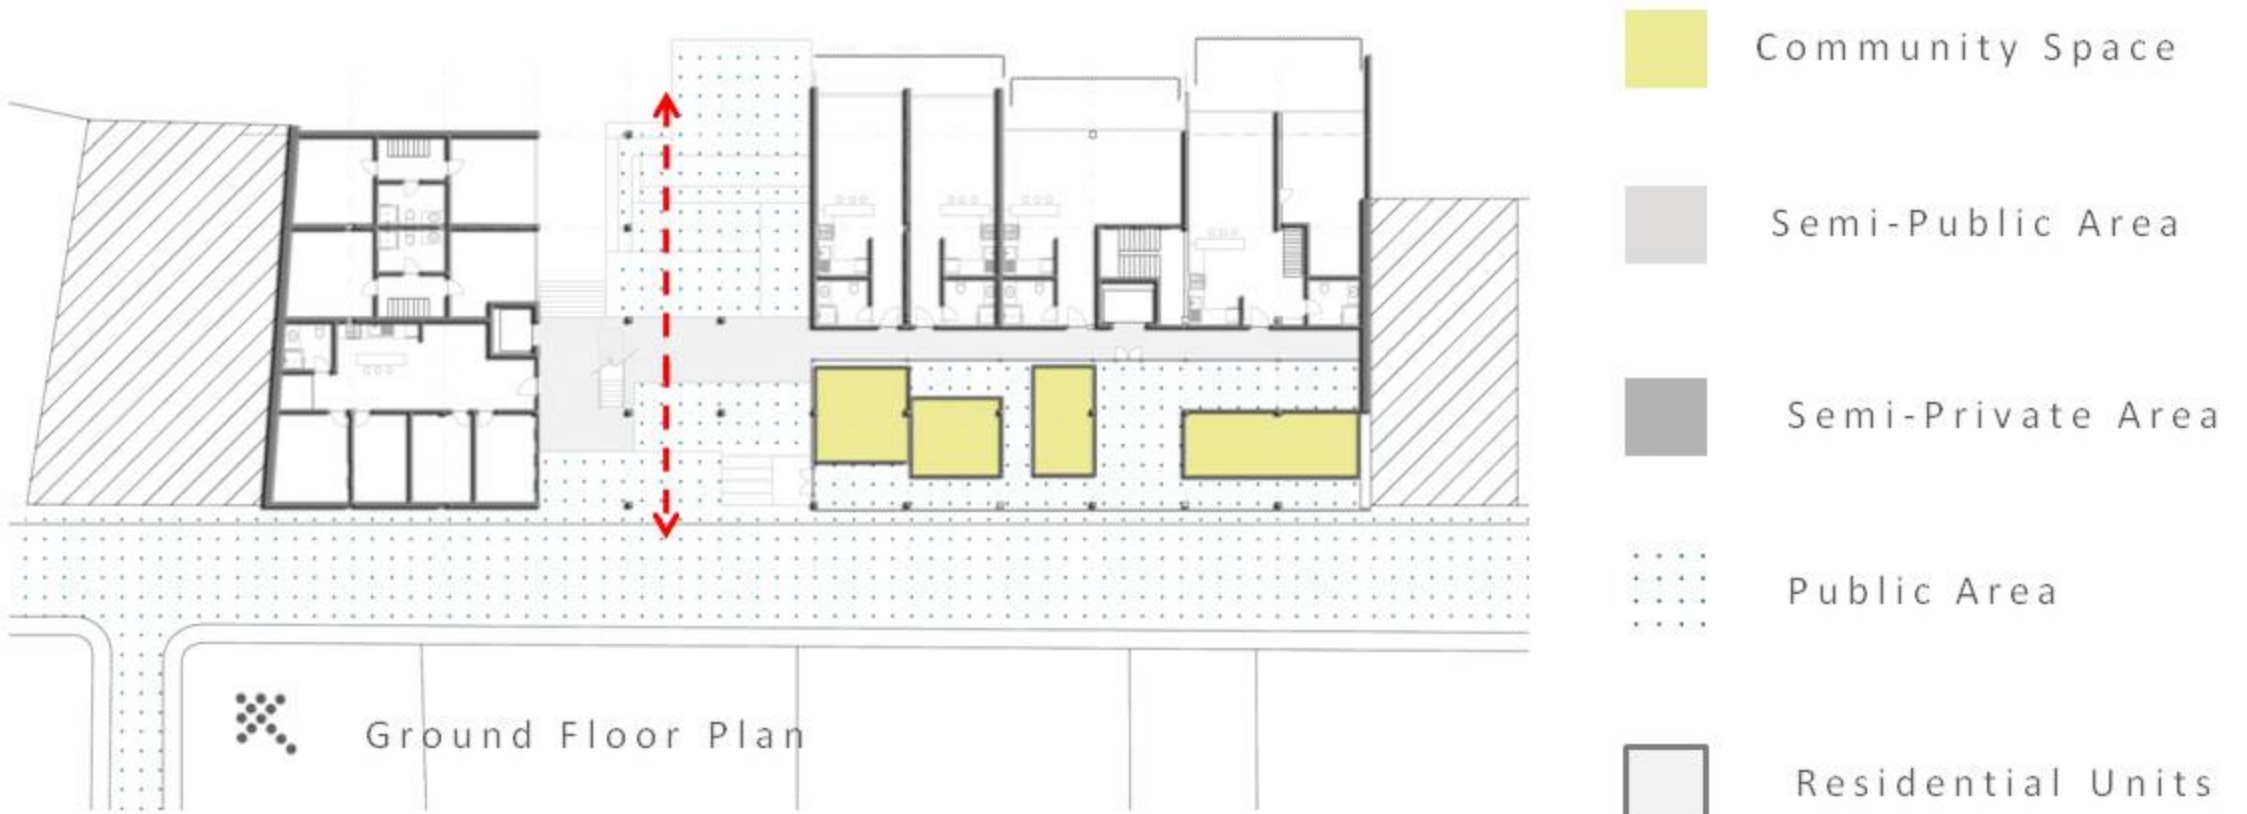 Community Space
Semi-Public Area
Semi-Private Area
Public Area
Residential Units
Ground Floor Plan